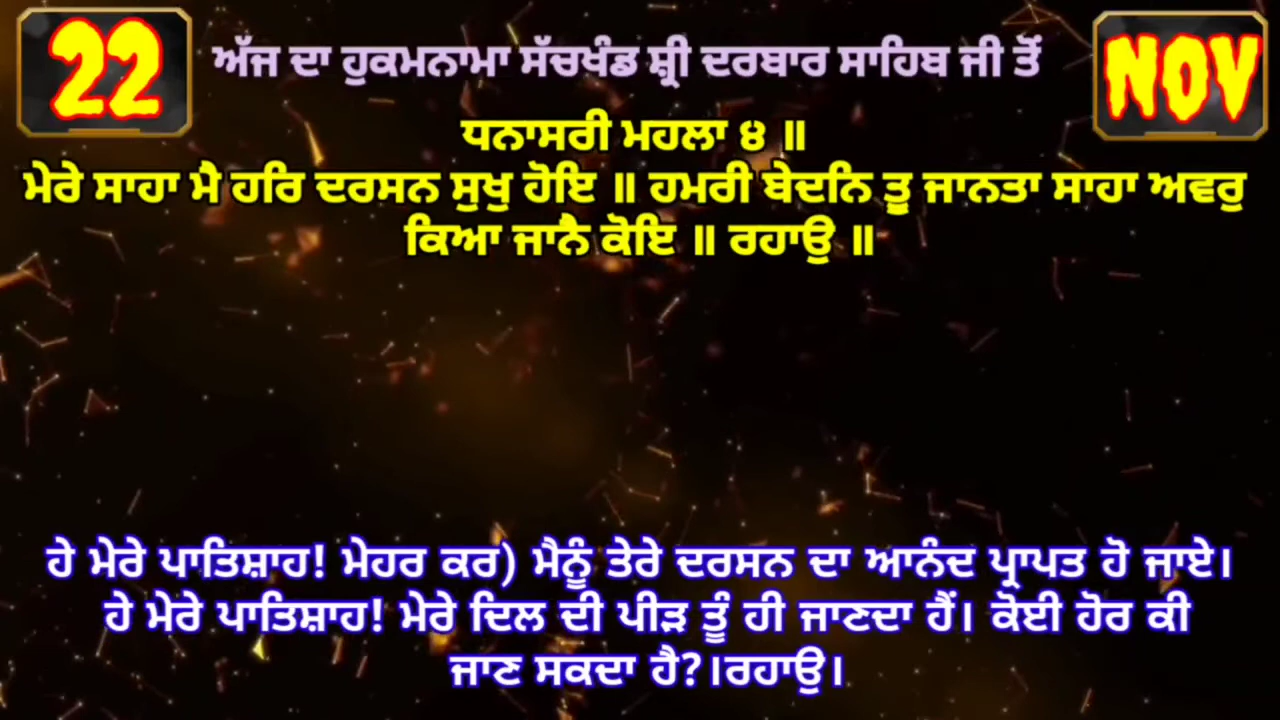 22
ਅੱਜ ਦਾ ਹੁਕਮਨਾਮਾ ਸੱਚਖੰਡ ਸ਼੍ਰੀ ਦਰਬਾਰ ਸਾਹਿਬ ਜੀ ਤੋਂ
NOV
ਧਨਾਸਰੀ ਮਹਲਾ ੪ ॥
ਮੇਰੇ ਸਾਹਾ ਮੈ ਹਰਿ ਦਰਸਨ ਸੁਖੁ ਹੋਇ ॥ ਹਮਰੀ ਬੇਦਨਿ ਤੂ ਜਾਨਤਾ ਸਾਹਾ ਅਵਰੁ
ਕਿਆ ਜਾਨੈ ਕੋਇ ॥ ਰਹਾਉ ॥
ਹੇ ਮੇਰੇ ਪਾਤਿਸ਼ਾਹ! ਮੇਹਰ ਕਰ) ਮੈਨੂੰ ਤੇਰੇ ਦਰਸਨ ਦਾ ਆਨੰਦ ਪ੍ਰਾਪਤ ਹੋ ਜਾਏ।
ਹੇ ਮੇਰੇ ਪਾਤਿਸ਼ਾਹ! ਮੇਰੇ ਦਿਲ ਦੀ ਪੀੜ ਤੂੰ ਹੀ ਜਾਣਦਾ ਹੈਂ। ਕੋਈ ਹੋਰ ਕੀ
ਜਾਣ ਸਕਦਾ ਹੈ?।ਰਹਾਉ।